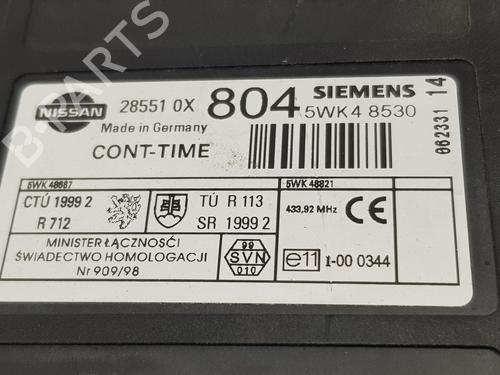 B-PARTS
NISSAN
28551 0X
804
SIEMENS
5WK4 8530
Made in Germany
CONT-TIME
062331 14
5WK 48687
CTÚ 1999 2
R 712
TÚ R 113
SR 1999 2
5WK 48821
433,92 MHz
CE
MINISTER ŁĄCZNOŚCI
ŚWIADECTWO HOMOLOGACJI
Nr 909/98
99
SVN
010
e11
I-00 0344